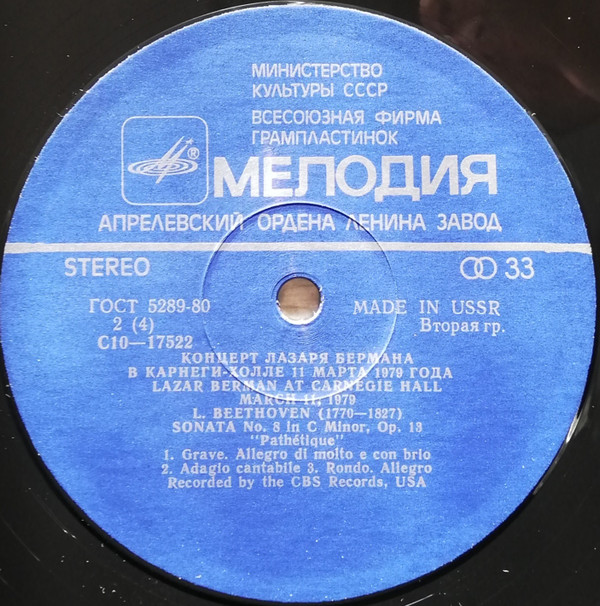 МИНИСТЕРСТВО
КУЛЬТУРЫ СССР
ВСЕСОЮЗНАЯ ФИРМА
ГРАМПЛАСТИНОК
®
МЕЛОДИЯ
АПРЕЛЕВСКИЙ ОРДЕНА ЛЕНИНА ЗАВОД
STEREO 33
ГОСТ 5289-80 MADE IN USSR
2 (4) Вторая гр.
С10—17522
КОНЦЕРТ ЛАЗАРЯ БЕРМАНА
В КАРНЕГИ-ХОЛЛЕ 11 МАРТА 1979 ГОДА
LAZAR BERMAN AT CARNEGIE HALL
MARCH 11, 1979
L. BEETHOVEN (1770—1827)
SONATA No. 8 in C Minor, Op. 13
"Pathétique"
1. Grave. Allegro di molto e con brio
2. Adagio cantabile 3. Rondo. Allegro
Recorded by the CBS Records, USA